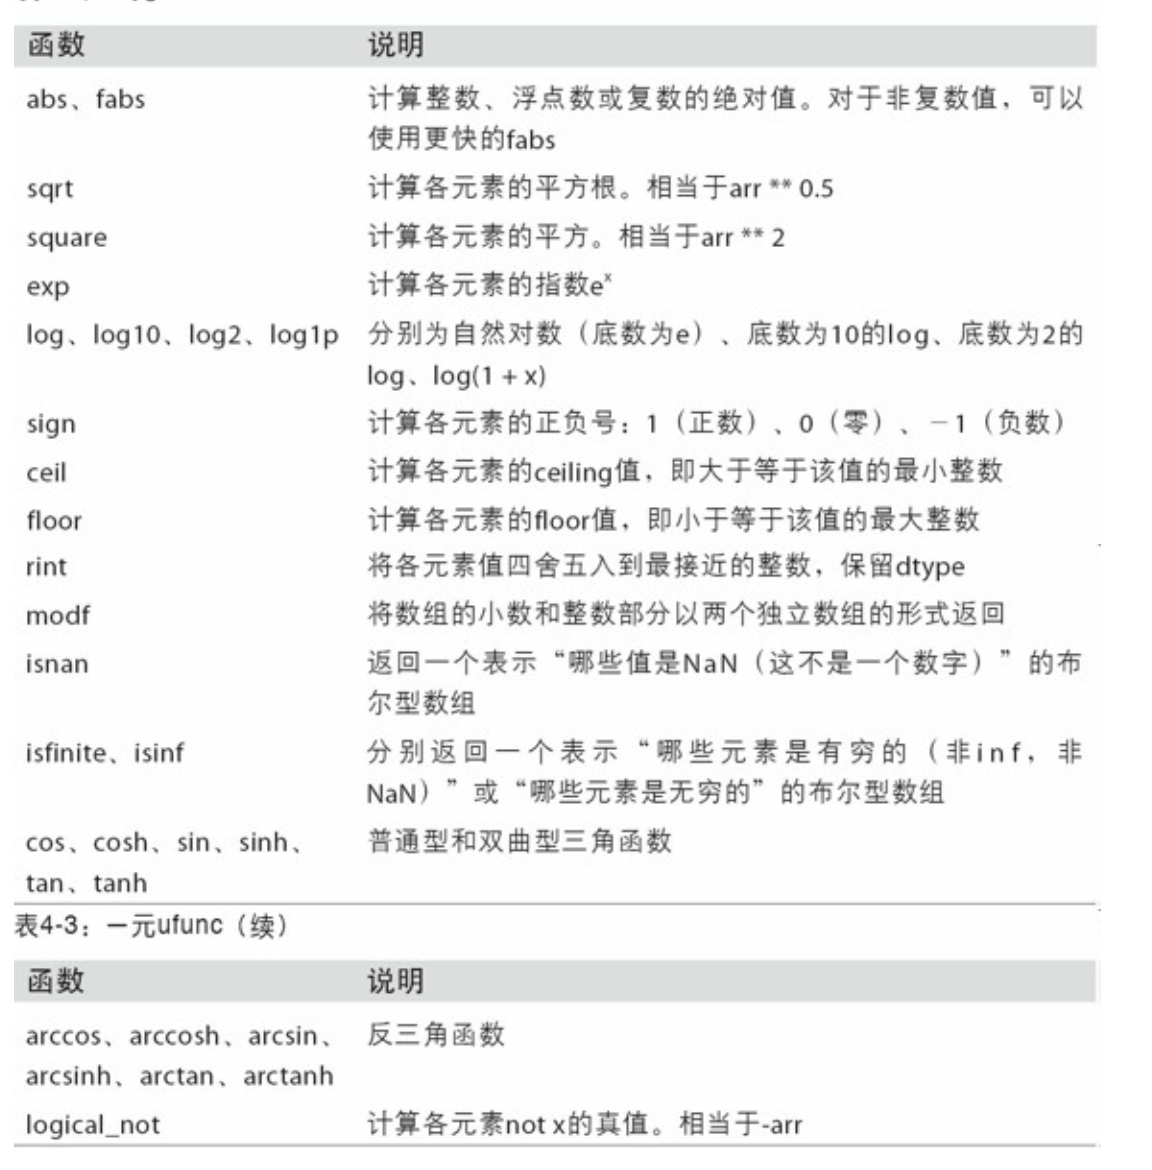 函数 说明
abs、fabs 计算整数、浮点数或复数的绝对值。对于非复数值，可以
使用更快的fabs
sqrt 计算各元素的平方根。相当于arr ** 0.5
square 计算各元素的平方。相当于arr ** 2
exp 计算各元素的指数eˣ
log、log10、log2、log1p 分别为自然对数（底数为e）、底数为10的log、底数为2的
log、log(1 + x)
sign 计算各元素的正负号：1（正数）、0（零）、－1（负数）
ceil 计算各元素的ceiling值，即大于等于该值的最小整数
floor 计算各元素的floor值，即小于等于该值的最大整数
rint 将各元素值四舍五入到最接近的整数，保留dtype
modf 将数组的小数和整数部分以两个独立数组的形式返回
isnan 返回一个表示“哪些值是NaN（这不是一个数字）”的布
尔型数组
isfinite、isinf 分别返回一个表示“哪些元素是有穷的（非inf，非
NaN）”或“哪些元素是无穷的”的布尔型数组
cos、cosh、sin、sinh、 普通型和双曲型三角函数
tan、tanh
表4-3：一元ufunc（续）
函数 说明
arccos、arccosh、arcsin、 反三角函数
arcsinh、arctan、arctanh
logical_not 计算各元素not x的真值。相当于-arr